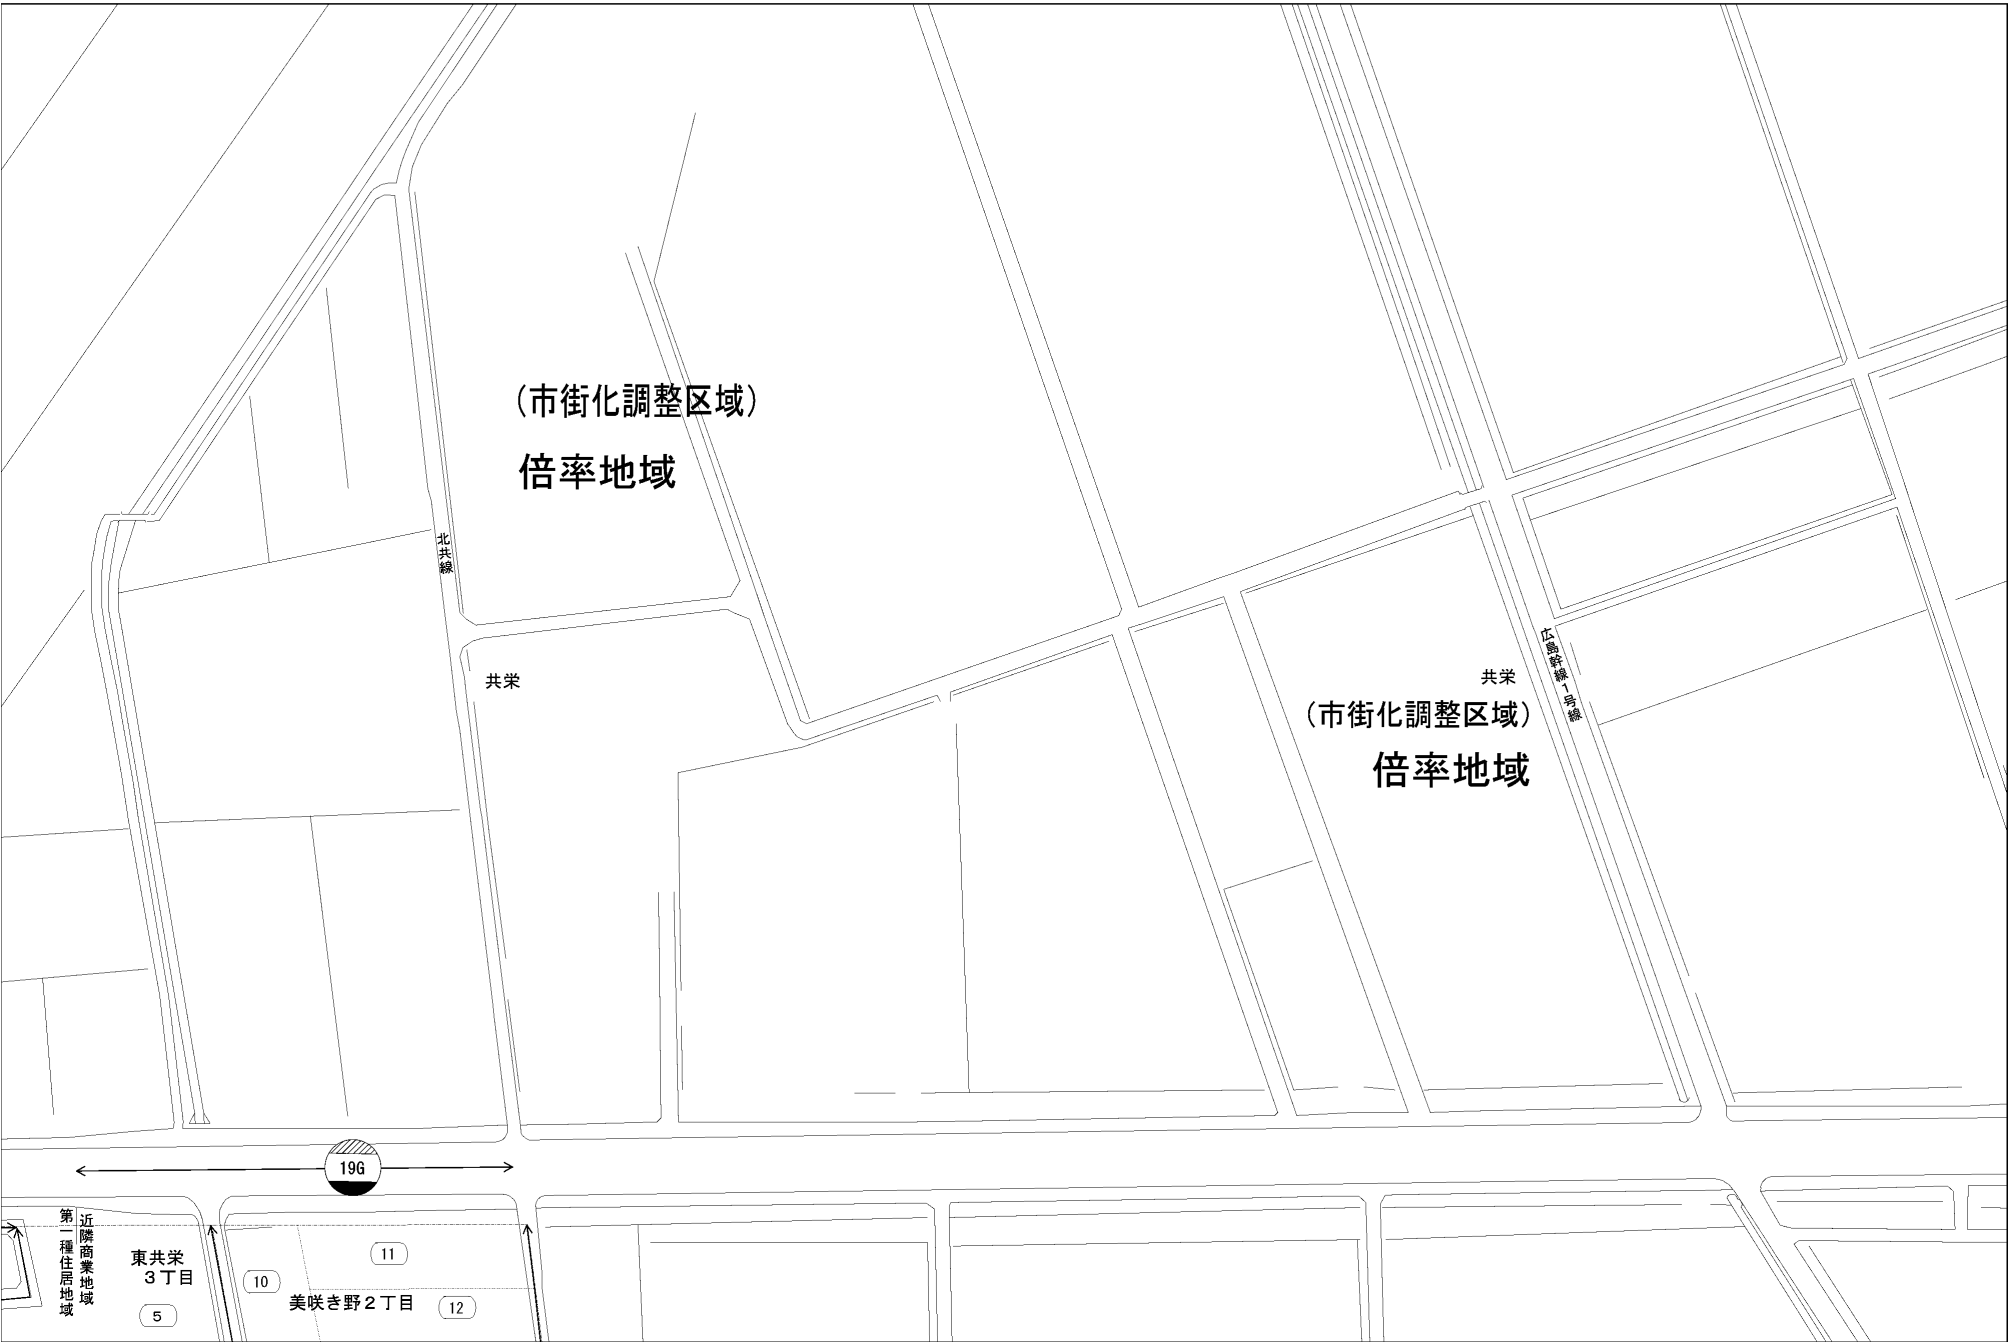 （市街化調整区域）
倍率地域
北共線
共栄
広島幹線１号線
共栄
（市街化調整区域）
倍率地域
19G
第一種住居地域
近隣商業地域
東共栄
３丁目
5
10
11
美咲き野２丁目
12